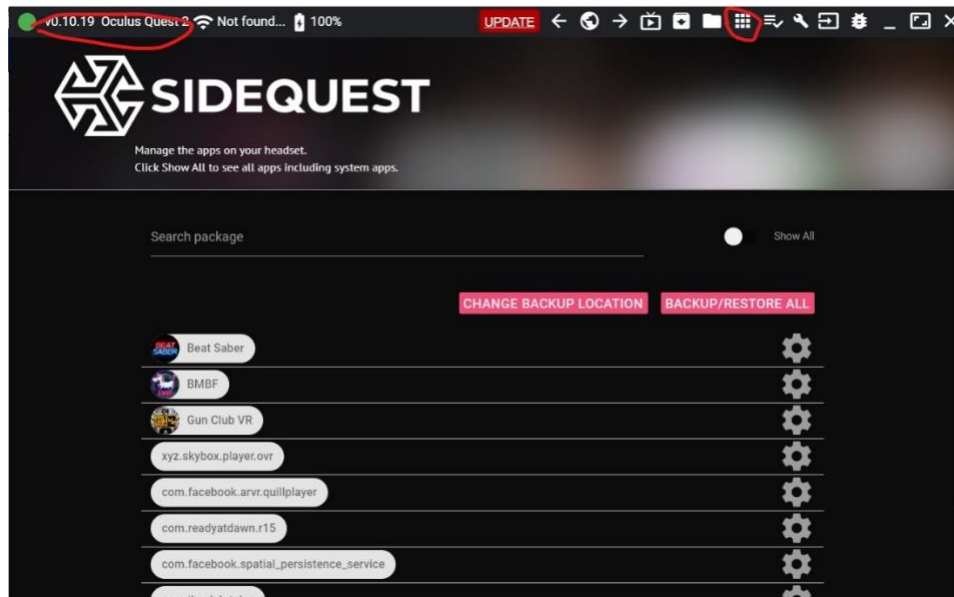 v0.10.19 Oculus Quest 2 Not found... 100% UPDATE
SIDEQUEST
Manage the apps on your headset.
Click Show All to see all apps including system apps.
Search package Show All
CHANGE BACKUP LOCATION BACKUP/RESTORE ALL
BEAT SABER Beat Saber
BMBF
Gun Club VR
xyz.skybox.player.ovr
com.facebook.arvr.quillplayer
com.readyatdawn.r15
com.facebook.spatial_persistence_service